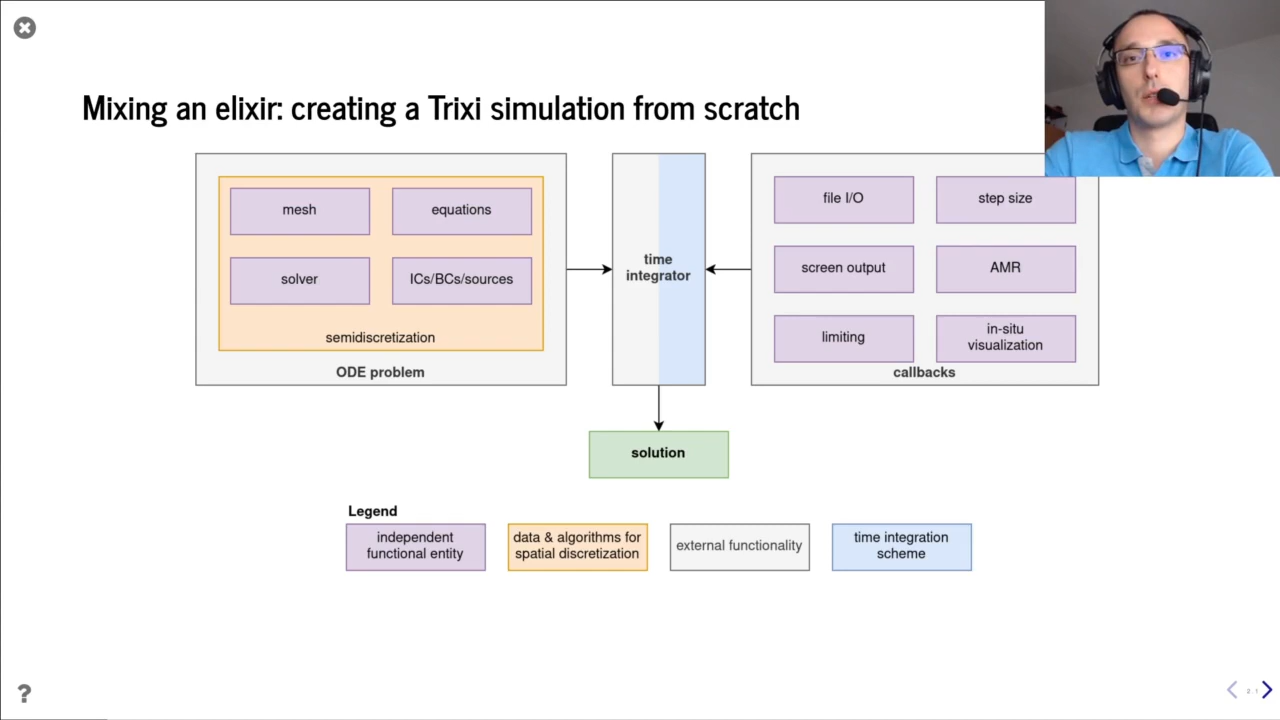 Mixing an elixir: creating a Trixi simulation from scratch
mesh
equations
solver
ICs/BCs/sources
semidiscretization
ODE problem
time
integrator
file I/O
step size
screen output
AMR
limiting
in-situ
visualization
callbacks
solution
Legend
independent
functional entity
data & algorithms for
spatial discretization
external functionality
time integration
scheme
?
2.1